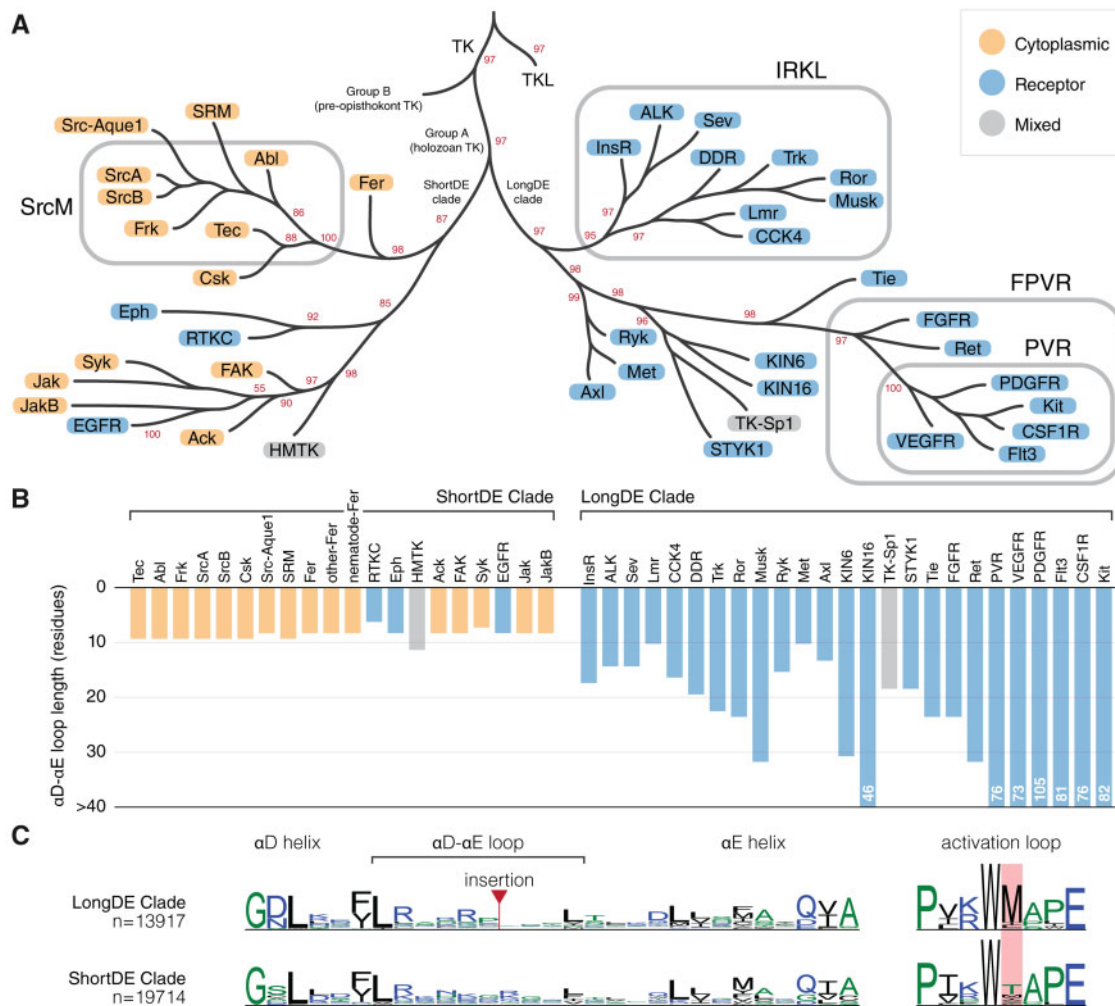 A
Cytoplasmic
Receptor
Mixed
TK
97
97
TKL
Group B
(pre-opisthokont TK)
Group A
(holozoan TK)
97
ShortDE
clade
LongDE
clade
87
97
SrcM
Src-Aque1
SRM
SrcA
SrcB
Abl
Frk
86
Tec
88
100
Csk
Fer
98
Eph
92
85
RTKC
Syk
Jak
FAK
97
98
55
JakB
90
EGFR
100
Ack
HMTK
IRKL
ALK
Sev
InsR
DDR
Trk
Ror
Musk
97
Lmr
95
97
CCK4
98
99
98
96
Ryk
Met
Axl
KIN6
KIN16
TK-Sp1
STYK1
98
Tie
FPVR
FGFR
97
Ret
PVR
100
PDGFR
Kit
CSF1R
VEGFR
Flt3
B
ShortDE Clade
LongDE Clade
Tec
Abl
Frk
SrcA
SrcB
Csk
Src-Aque1
SRM
Fer
other-Fer
nematode-Fer
RTKC
Eph
HMTK
Ack
FAK
Syk
EGFR
Jak
JakB
InsR
ALK
Sev
Lmr
CCK4
DDR
Trk
Ror
Musk
Ryk
Met
Axl
KIN6
KIN16
TK-Sp1
STYK1
Tie
FGFR
Ret
PVR
VEGFR
PDGFR
Flt3
CSF1R
Kit
αD-αE loop length (residues)
0
10
20
30
>40
46
76
73
105
81
76
82
C
αD helix
αD-αE loop
αE helix
activation loop
insertion
LongDE Clade
n=13917
ShortDE Clade
n=19714